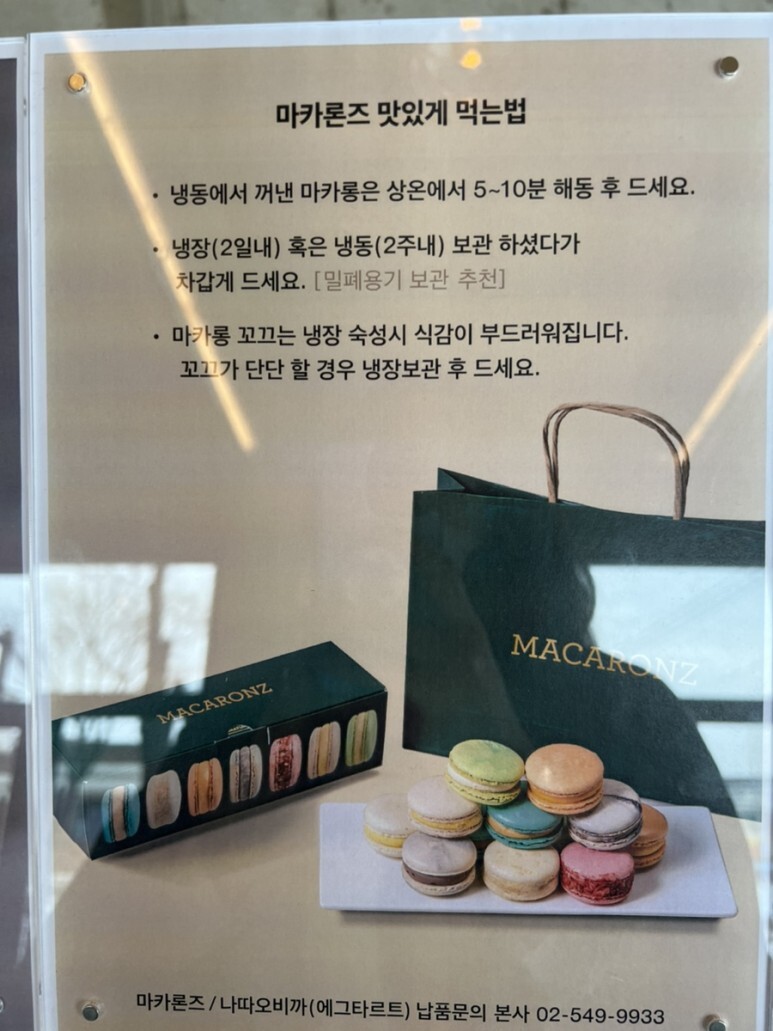 마카론즈 맛있게 먹는법
• 냉동에서 꺼낸 마카롱은 상온에서 5~10분 해동 후 드세요.
• 냉장(2일내) 혹은 냉동(2주내) 보관 하셨다가
차갑게 드세요. [밀폐용기 보관 추천]
• 마카롱 꼬끄는 냉장 숙성시 식감이 부드러워집니다.
꼬끄가 단단 할 경우 냉장보관 후 드세요.
MACARONZ
MACARONZ
마카론즈 / 나따오비까(에그타르트) 납품문의 본사 02-549-9933